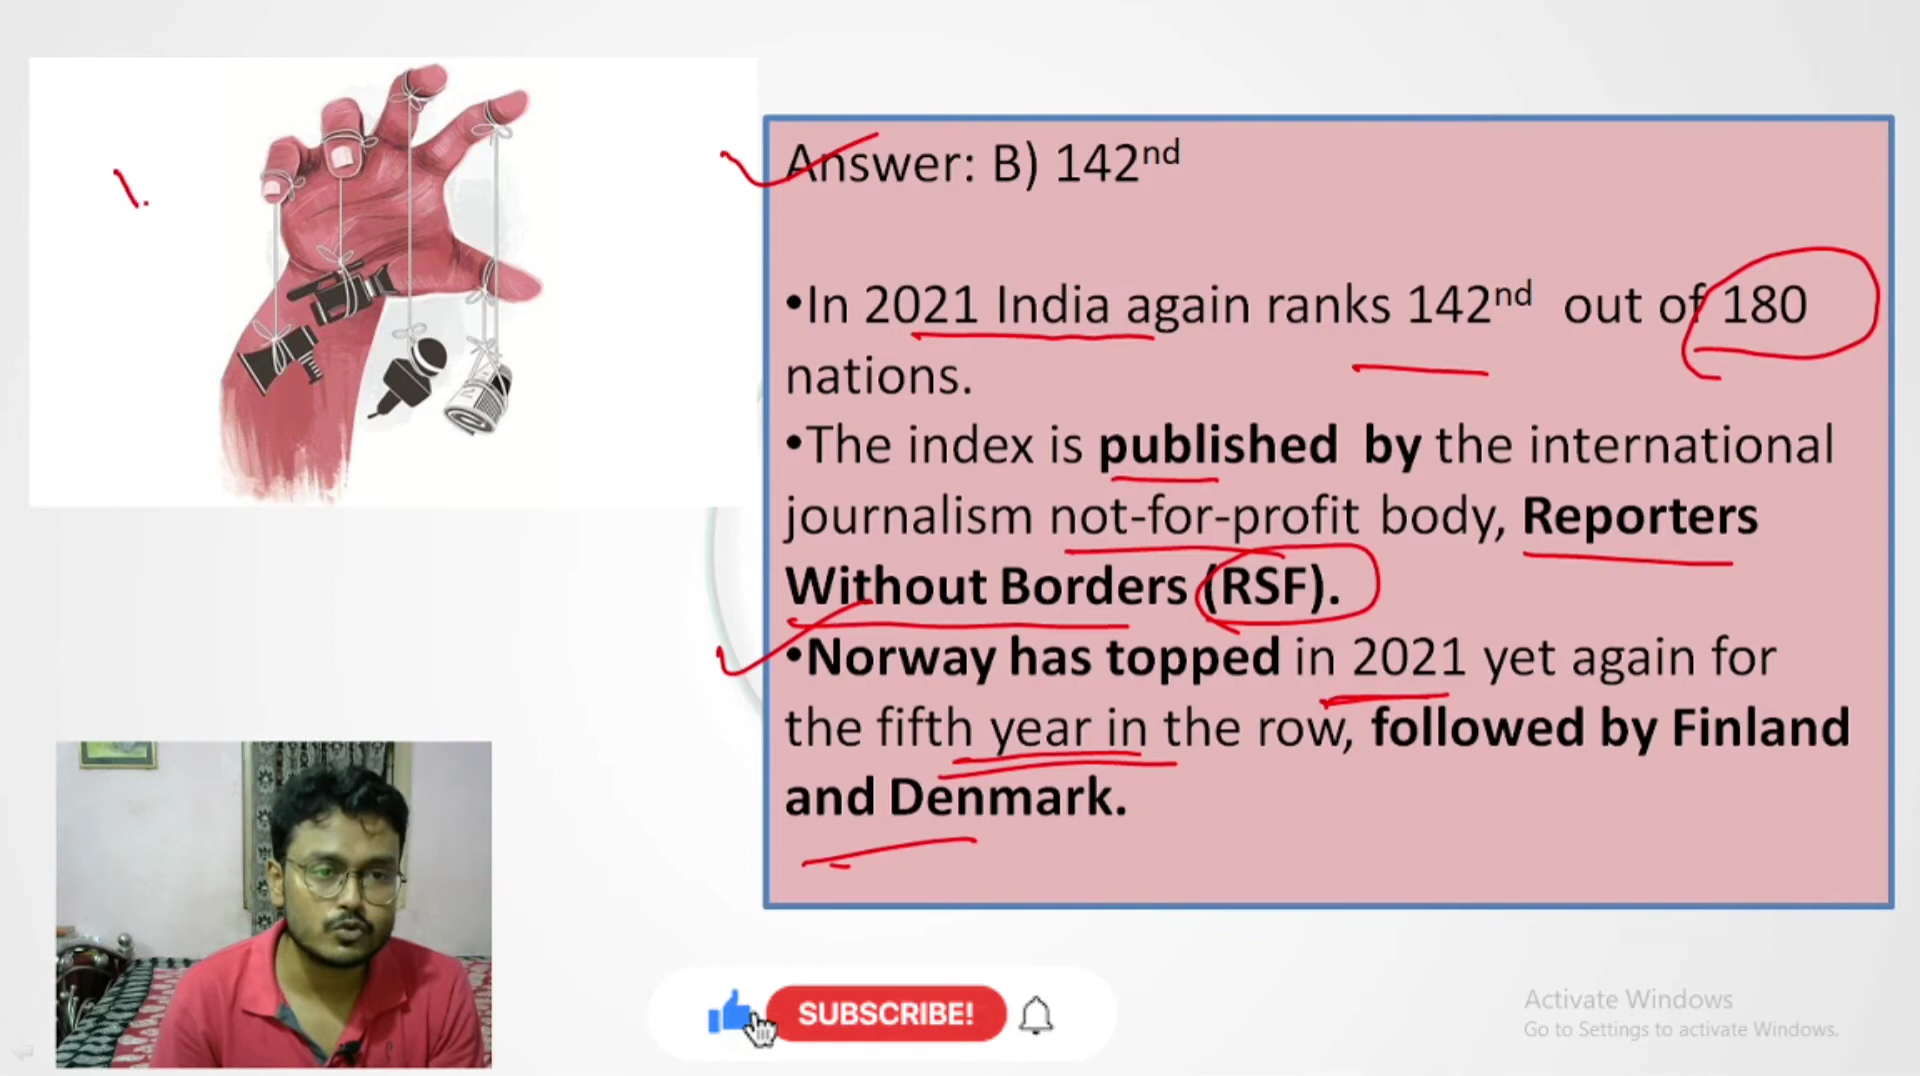 Answer: B) 142nd
•In 2021 India again ranks 142nd out of 180
nations.
•The index is published by the international
journalism not-for-profit body, Reporters
Without Borders (RSF).
•Norway has topped in 2021 yet again for
the fifth year in the row, followed by Finland
and Denmark.
SUBSCRIBE!
Activate Windows
Go to Settings to activate Windows.